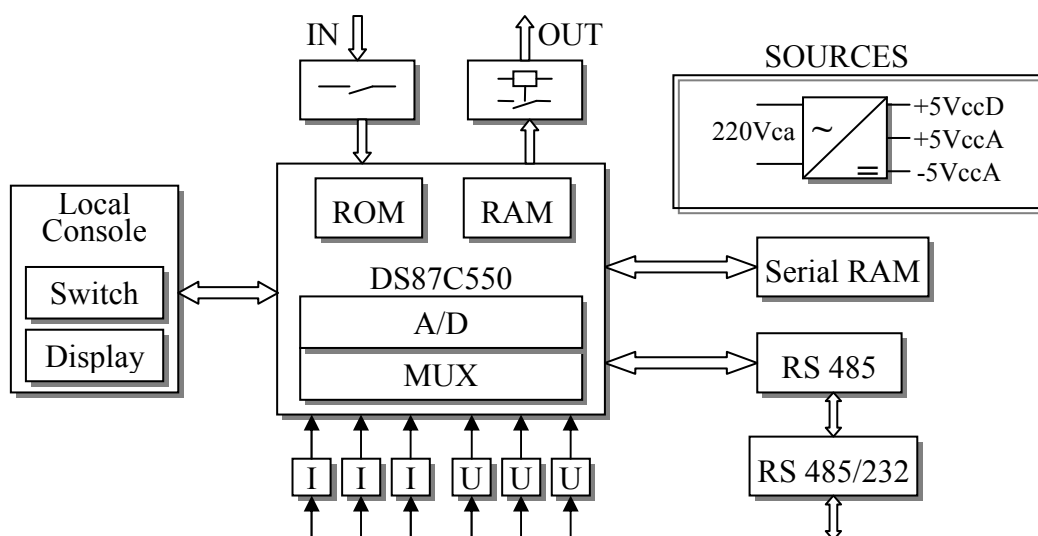 IN
OUT
SOURCES
220Vca
~
=
+5VccD
+5VccA
-5VccA
Local
Console
Switch
Display
ROM
RAM
DS87C550
A/D
MUX
Serial RAM
RS 485
RS 485/232
I I I U U U